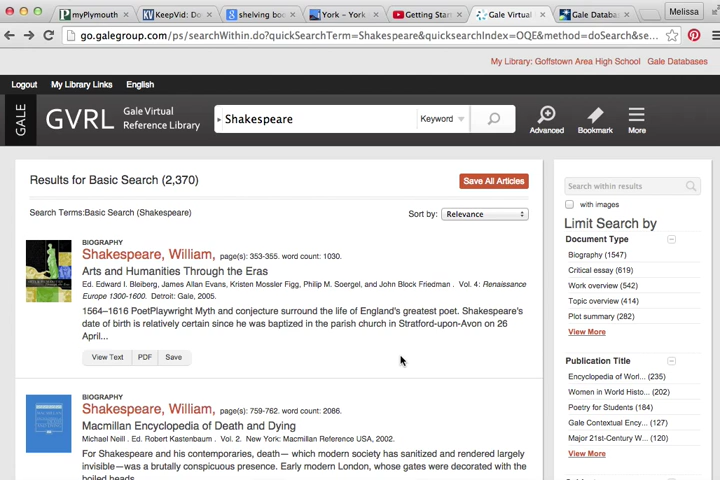 myPlymouth
KeepVid: Do
shelving boo
York - York
Getting Star
Gale Virtual
Gale Databa
Melissa
go.galegroup.com/ps/searchWithin.do?quickSearchTerm=Shakespeare&quicksearchIndex=OQE&method=doSearch&se...
My Library: Goffstown Area High School Gale Databases
Logout My Library Links English
GALE GVRL Gale Virtual Reference Library
Shakespeare Keyword
Advanced Bookmark More
Results for Basic Search (2,370) Save All Articles
Search Terms:Basic Search (Shakespeare) Sort by: Relevance
BIOGRAPHY
Shakespeare, William, page(s): 353-355. word count: 1030.
Arts and Humanities Through the Eras
Ed. Edward I. Bleiberg, James Allan Evans, Kristen Mossler Figg, Philip M. Soergel, and John Block Friedman . Vol. 4: Renaissance
Europe 1300-1600. Detroit: Gale, 2005.
1564–1616 PoetPlaywright Myth and conjecture surround the life of England's greatest poet. Shakespeare's
date of birth is relatively certain since he was baptized in the parish church in Stratford-upon-Avon on 26
April...
View Text PDF Save
BIOGRAPHY
Shakespeare, William, page(s): 759-762. word count: 2086.
Macmillan Encyclopedia of Death and Dying
Michael Neill . Ed. Robert Kastenbaum . Vol. 2. New York: Macmillan Reference USA, 2002.
For Shakespeare and his contemporaries, death— which modern society has sanitized and rendered largely
invisible—was a brutally conspicuous presence. Early modern London, whose gates were decorated with the
boiled heads
Search within results
with images
Limit Search by
Document Type
Biography (1547)
Critical essay (619)
Work overview (542)
Topic overview (414)
Plot summary (282)
View More
Publication Title
Encyclopedia of Worl... (235)
Women in World Histo... (202)
Poetry for Students (184)
Gale Contextual Ency... (127)
Major 21st-Century W... (120)
View More